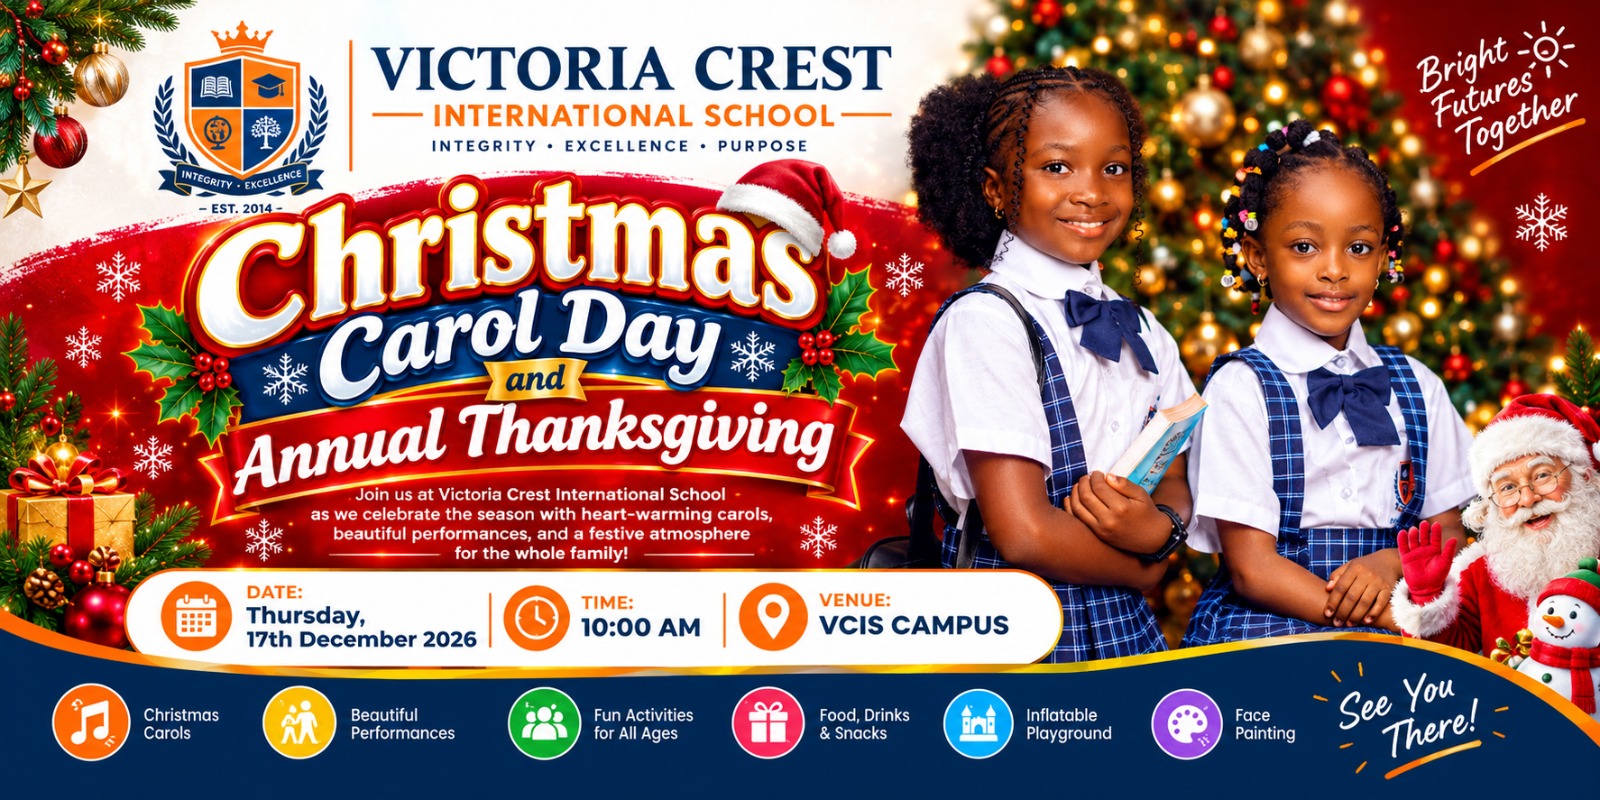 VICTORIA CREST
INTERNATIONAL SCHOOL
INTEGRITY • EXCELLENCE • PURPOSE
INTEGRITY • EXCELLENCE
- EST. 2014 -
Bright
Futures
Together
Christmas
Carol Day
and
Annual Thanksgiving
Join us at Victoria Crest International School
as we celebrate the season with heart-warming carols,
beautiful performances, and a festive atmosphere
for the whole family!
DATE:
Thursday,
17th December 2026
TIME:
10:00 AM
VENUE:
VCIS CAMPUS
Christmas
Carols
Beautiful
Performances
Fun Activities
for All Ages
Food, Drinks
& Snacks
Inflatable
Playground
Face
Painting
See You
There!